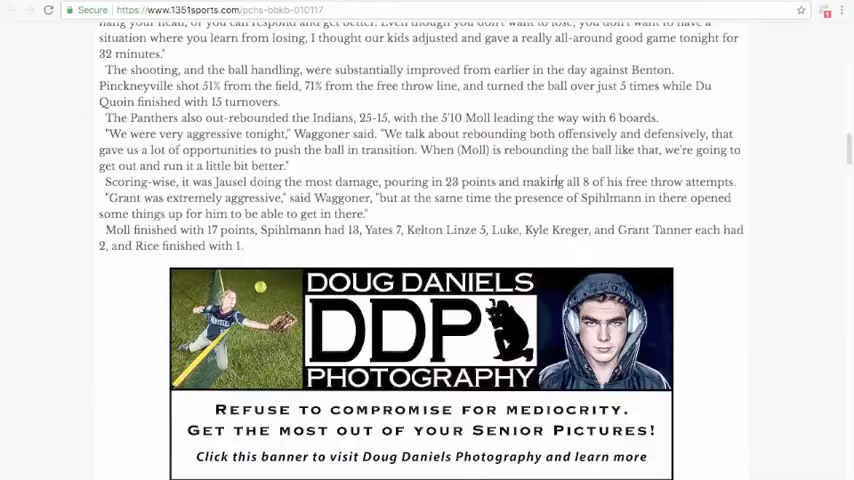 Secure
https://www.1351sports.com/pchs-bbkb-010117
hang your head, or you can respond and get better. Even though you don't want to lose, you don't want to have a
situation where you learn from losing, I thought our kids adjusted and gave a really all-around good game tonight for
32 minutes."
The shooting, and the ball handling, were substantially improved from earlier in the day against Benton.
Pinckneyville shot 51% from the field, 71% from the free throw line, and turned the ball over just 5 times while Du
Quoin finished with 15 turnovers.
The Panthers also out-rebounded the Indians, 25-15, with the 5'10 Moll leading the way with 6 boards.
"We were very aggressive tonight," Waggoner said. "We talk about rebounding both offensively and defensively, that
gave us a lot of opportunities to push the ball in transition. When (Moll) is rebounding the ball like that, we're going to
get out and run it a little bit better."
Scoring-wise, it was Jausel doing the most damage, pouring in 23 points and making all 8 of his free throw attempts.
"Grant was extremely aggressive," said Waggoner, "but at the same time the presence of Spihlmann in there opened
some things up for him to be able to get in there."
Moll finished with 17 points, Spihlmann had 13, Yates 7, Kelton Linze 5, Luke, Kyle Kreger, and Grant Tanner each had
2, and Rice finished with 1.
DOUG DANIELS
DDP
PHOTOGRAPHY
REFUSE TO COMPROMISE FOR MEDIOCRITY.
GET THE MOST OUT OF YOUR SENIOR PICTURES!
Click this banner to visit Doug Daniels Photography and learn more